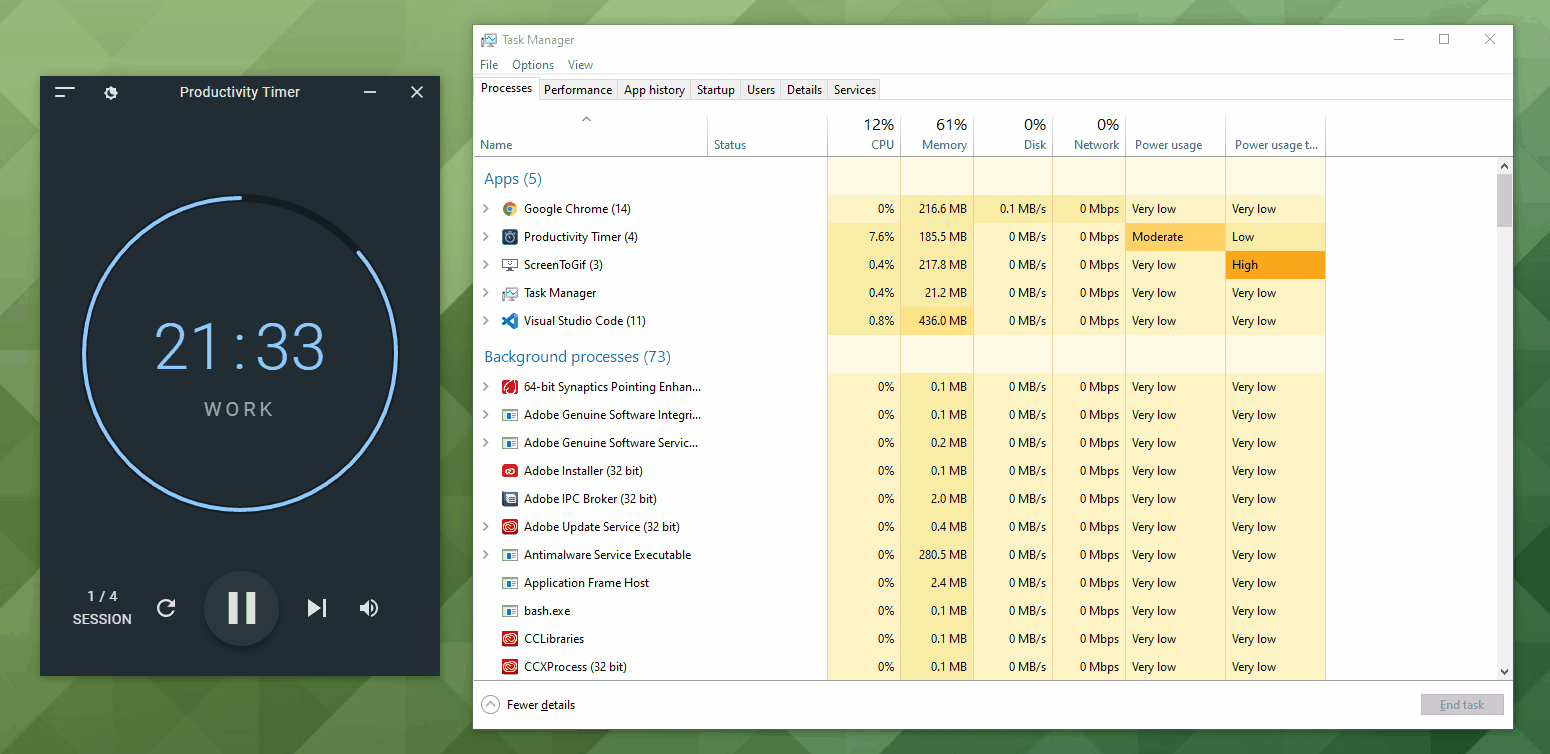 Productivity Timer
21:33
WORK
1 / 4
SESSION
Task Manager
File Options View
Processes Performance App history Startup Users Details Services
12% 61% 0% 0%
Name Status CPU Memory Disk Network Power usage Power usage t...
Apps (5)
Google Chrome (14) 0% 216.6 MB 0.1 MB/s 0 Mbps Very low Very low
Productivity Timer (4) 7.6% 185.5 MB 0 MB/s 0 Mbps Moderate Low
ScreenToGif (3) 0.4% 217.8 MB 0 MB/s 0 Mbps Very low High
Task Manager 0.4% 21.2 MB 0 MB/s 0 Mbps Very low Very low
Visual Studio Code (11) 0.8% 436.0 MB 0 MB/s 0 Mbps Very low Very low
Background processes (73)
64-bit Synaptics Pointing Enhan... 0% 0.1 MB 0 MB/s 0 Mbps Very low Very low
Adobe Genuine Software Integri... 0% 0.1 MB 0 MB/s 0 Mbps Very low Very low
Adobe Genuine Software Servic... 0% 0.2 MB 0 MB/s 0 Mbps Very low Very low
Adobe Installer (32 bit) 0% 0.1 MB 0 MB/s 0 Mbps Very low Very low
Adobe IPC Broker (32 bit) 0% 2.0 MB 0 MB/s 0 Mbps Very low Very low
Adobe Update Service (32 bit) 0% 0.4 MB 0 MB/s 0 Mbps Very low Very low
Antimalware Service Executable 0% 280.5 MB 0 MB/s 0 Mbps Very low Very low
Application Frame Host 0% 2.4 MB 0 MB/s 0 Mbps Very low Very low
bash.exe 0% 0.1 MB 0 MB/s 0 Mbps Very low Very low
CCLibraries 0% 0.1 MB 0 MB/s 0 Mbps Very low Very low
CCXProcess (32 bit) 0% 0.1 MB 0 MB/s 0 Mbps Very low Very low
Fewer details End task